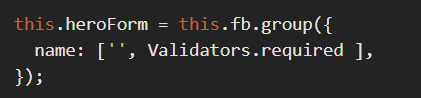 this.heroForm = this.fb.group({
  name: ['', Validators.required ],
});